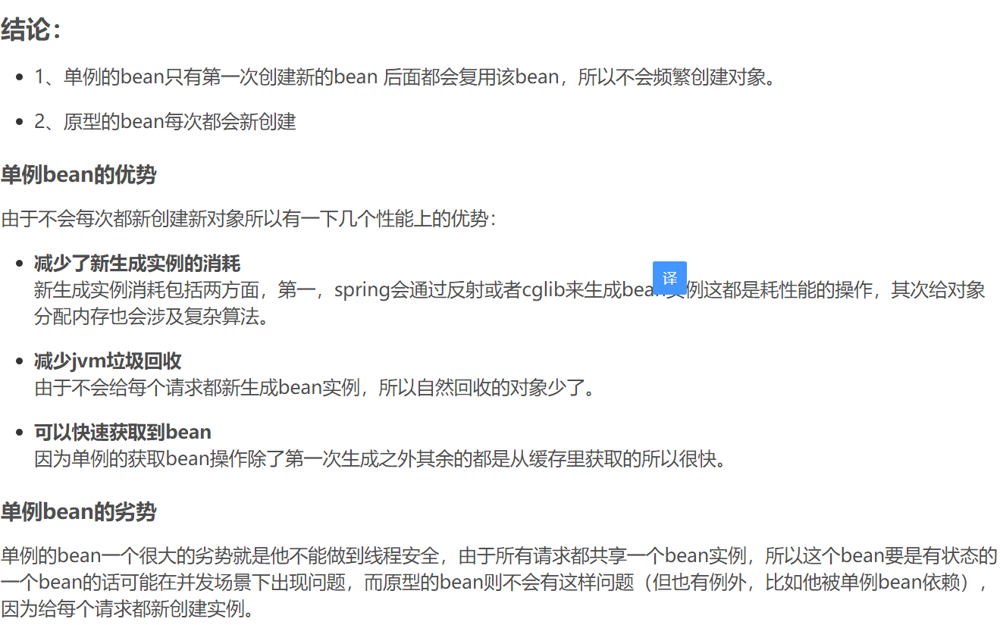 结论：
1、单例的bean只有第一次创建新的bean 后面都会复用该bean，所以不会频繁创建对象。
2、原型的bean每次都会新创建
单例bean的优势
由于不会每次都新创建新对象所以有一下几个性能上的优势：
减少了新生成实例的消耗
新生成实例消耗包括两方面，第一，spring会通过反射或者cglib来生成bean实例这都是耗性能的操作，其次给对象
译
分配内存也会涉及复杂算法。
减少jvm垃圾回收
由于不会给每个请求都新生成bean实例，所以自然回收的对象少了。
可以快速获取到bean
因为单例的获取bean操作除了第一次生成之外其余的都是从缓存里获取的所以很快。
单例bean的劣势
单例的bean一个很大的劣势就是他不能做到线程安全，由于所有请求都共享一个bean实例，所以这个bean要是有状态的
一个bean的话可能在并发场景下出现问题，而原型的bean则不会有这样问题（但也有例外，比如他被单例bean依赖），
因为给每个请求都新创建实例。